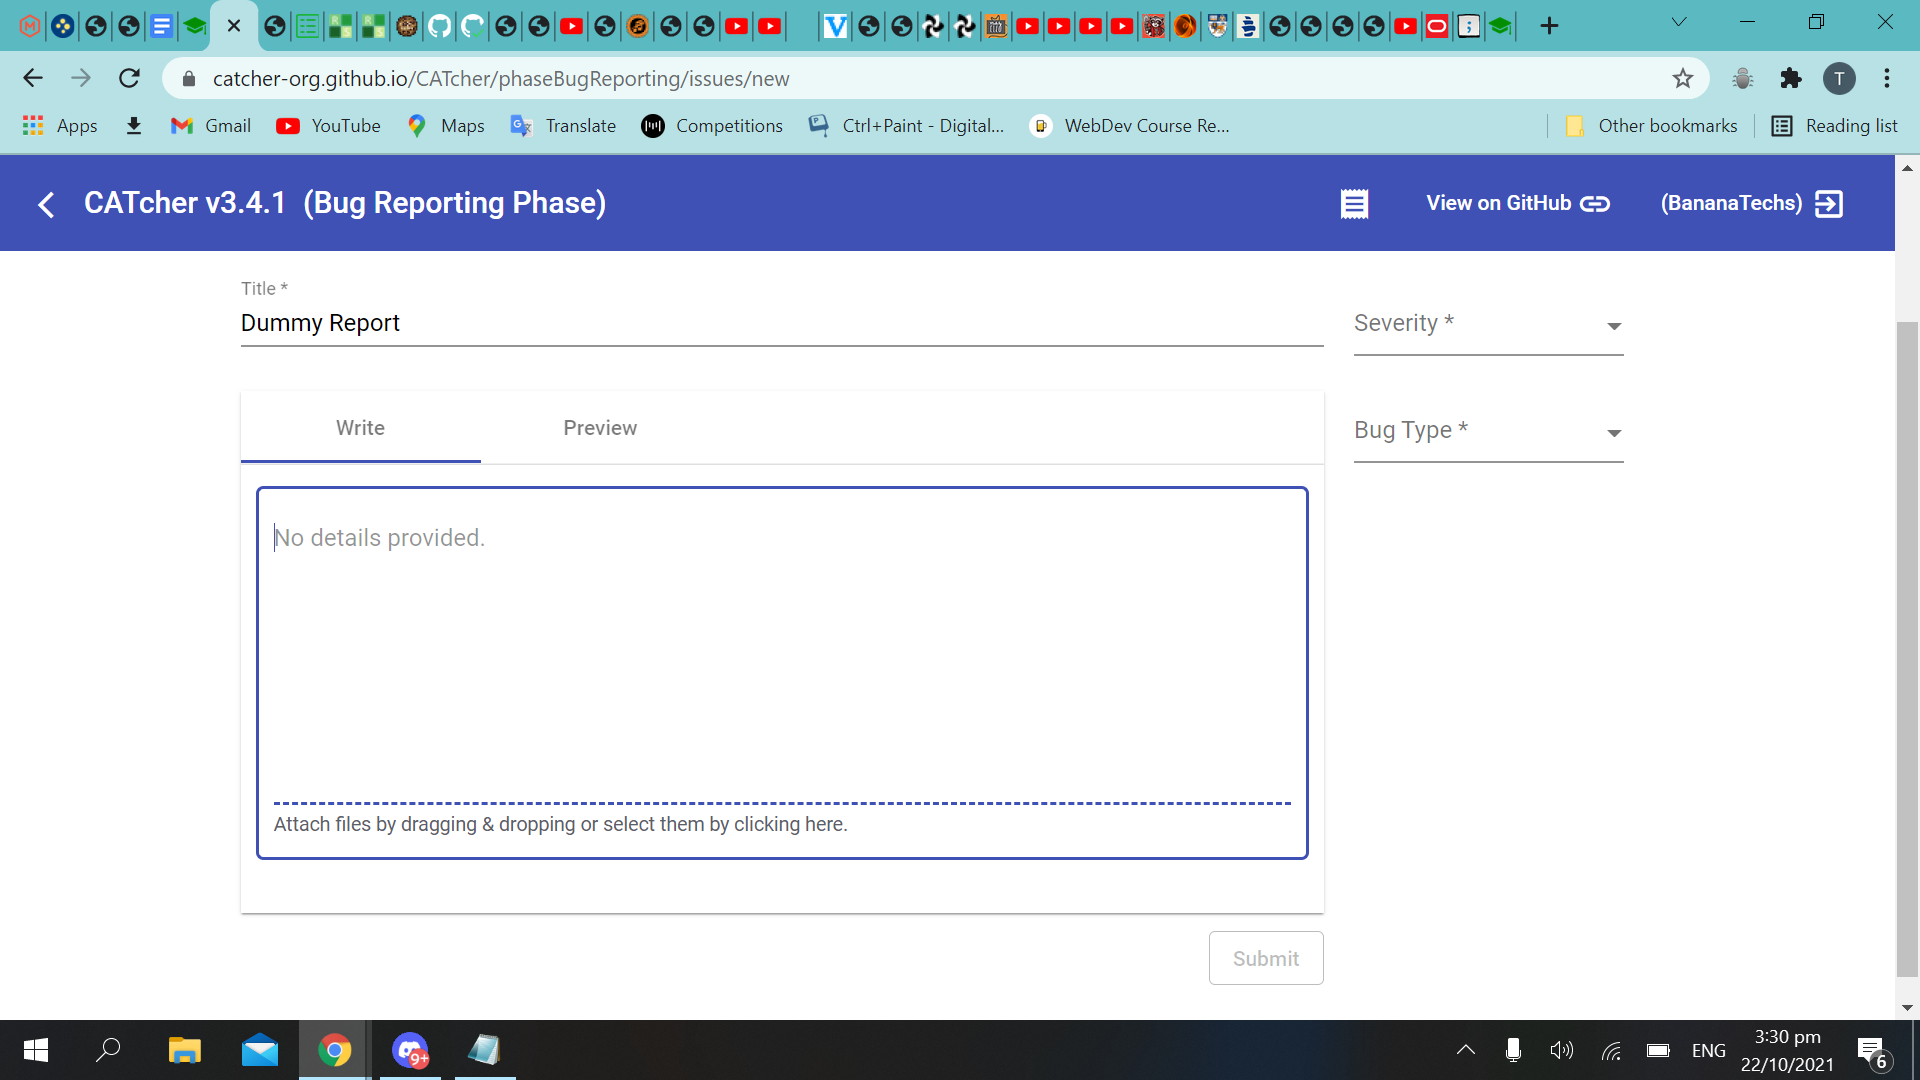 catcher-org.github.io/CATcher/phaseBugReporting/issues/new
T
Apps
Gmail
YouTube
Maps
Translate
Competitions
Ctrl+Paint - Digital...
WebDev Course Re...
Other bookmarks
Reading list
CATcher v3.4.1 (Bug Reporting Phase)
View on GitHub
(BananaTechs)
Title *
Dummy Report
Severity *
Write
Preview
Bug Type *
No details provided.
Attach files by dragging & dropping or select them by clicking here.
Submit
9+
ENG
3:30 pm
22/10/2021
6